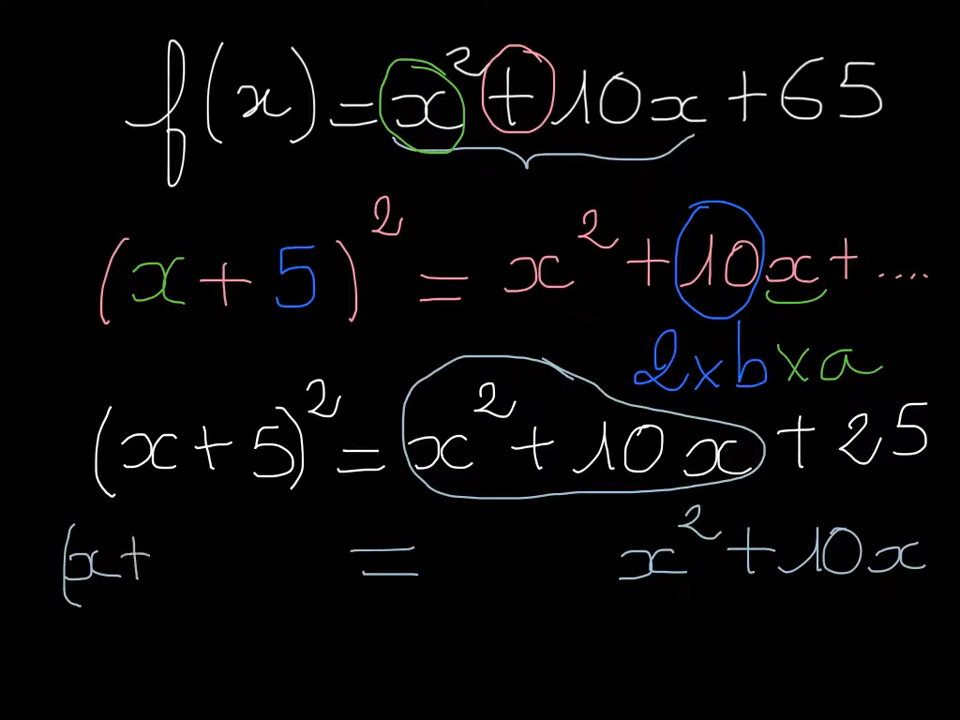 f(x) = x² + 10x + 65
(x + 5)² = x² + 10x + ....
2 × b × a
(x + 5)² = x² + 10x + 25
(x + = x² + 10x